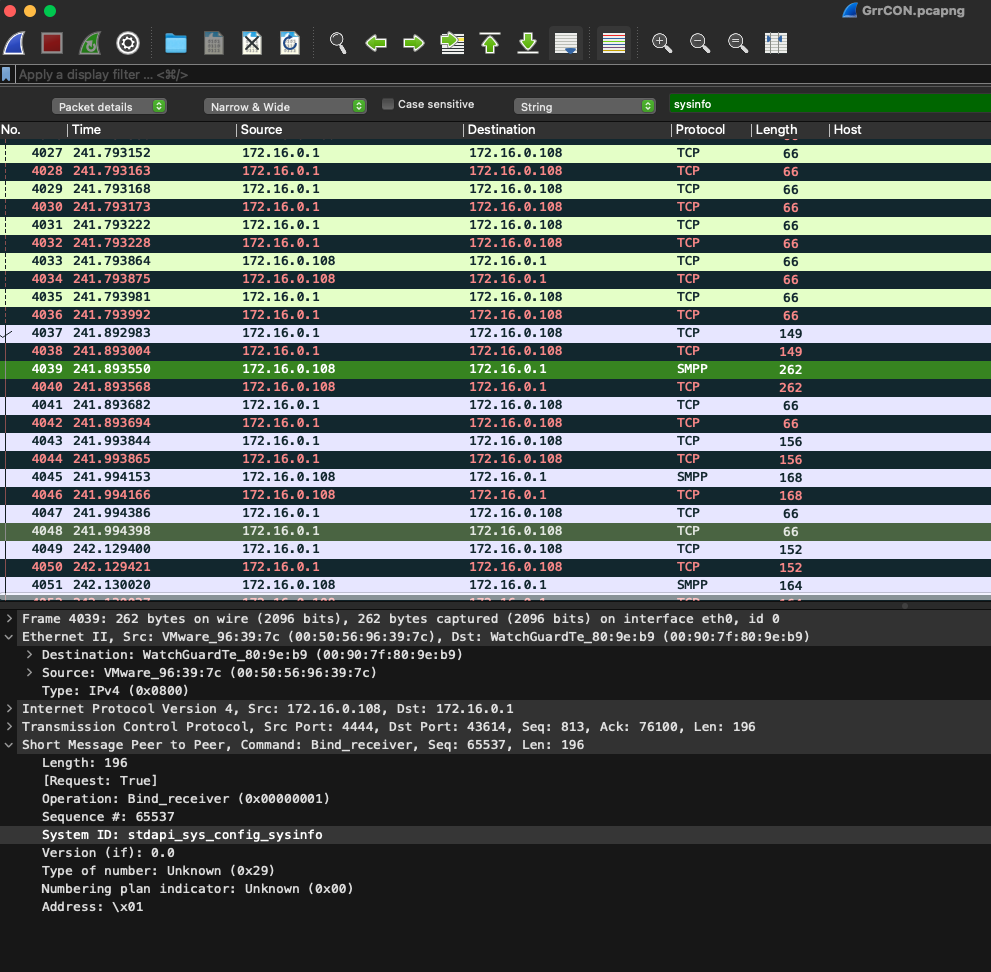 GrrCON.pcapng
Apply a display filter ... <⌘/>
Packet details Narrow & Wide Case sensitive String sysinfo
No. Time Source Destination Protocol Length Host
4027 241.793152 172.16.0.1 172.16.0.108 TCP 66
4028 241.793163 172.16.0.1 172.16.0.108 TCP 66
4029 241.793168 172.16.0.1 172.16.0.108 TCP 66
4030 241.793173 172.16.0.1 172.16.0.108 TCP 66
4031 241.793222 172.16.0.1 172.16.0.108 TCP 66
4032 241.793228 172.16.0.1 172.16.0.108 TCP 66
4033 241.793864 172.16.0.108 172.16.0.1 TCP 66
4034 241.793875 172.16.0.108 172.16.0.1 TCP 66
4035 241.793981 172.16.0.1 172.16.0.108 TCP 66
4036 241.793992 172.16.0.1 172.16.0.108 TCP 66
4037 241.892983 172.16.0.1 172.16.0.108 TCP 149
4038 241.893004 172.16.0.1 172.16.0.108 TCP 149
4039 241.893550 172.16.0.108 172.16.0.1 SMPP 262
4040 241.893568 172.16.0.108 172.16.0.1 TCP 262
4041 241.893682 172.16.0.1 172.16.0.108 TCP 66
4042 241.893694 172.16.0.1 172.16.0.108 TCP 66
4043 241.993844 172.16.0.1 172.16.0.108 TCP 156
4044 241.993865 172.16.0.1 172.16.0.108 TCP 156
4045 241.994153 172.16.0.108 172.16.0.1 SMPP 168
4046 241.994166 172.16.0.108 172.16.0.1 TCP 168
4047 241.994386 172.16.0.1 172.16.0.108 TCP 66
4048 241.994398 172.16.0.1 172.16.0.108 TCP 66
4049 242.129400 172.16.0.1 172.16.0.108 TCP 152
4050 242.129421 172.16.0.1 172.16.0.108 TCP 152
4051 242.130020 172.16.0.108 172.16.0.1 SMPP 164
Frame 4039: 262 bytes on wire (2096 bits), 262 bytes captured (2096 bits) on interface eth0, id 0
Ethernet II, Src: VMware_96:39:7c (00:50:56:96:39:7c), Dst: WatchGuardTe_80:9e:b9 (00:90:7f:80:9e:b9)
Destination: WatchGuardTe_80:9e:b9 (00:90:7f:80:9e:b9)
Source: VMware_96:39:7c (00:50:56:96:39:7c)
Type: IPv4 (0x0800)
Internet Protocol Version 4, Src: 172.16.0.108, Dst: 172.16.0.1
Transmission Control Protocol, Src Port: 4444, Dst Port: 43614, Seq: 813, Ack: 76100, Len: 196
Short Message Peer to Peer, Command: Bind_receiver, Seq: 65537, Len: 196
Length: 196
[Request: True]
Operation: Bind_receiver (0x00000001)
Sequence #: 65537
System ID: stdapi_sys_config_sysinfo
Version (if): 0.0
Type of number: Unknown (0x29)
Numbering plan indicator: Unknown (0x00)
Address: \x01